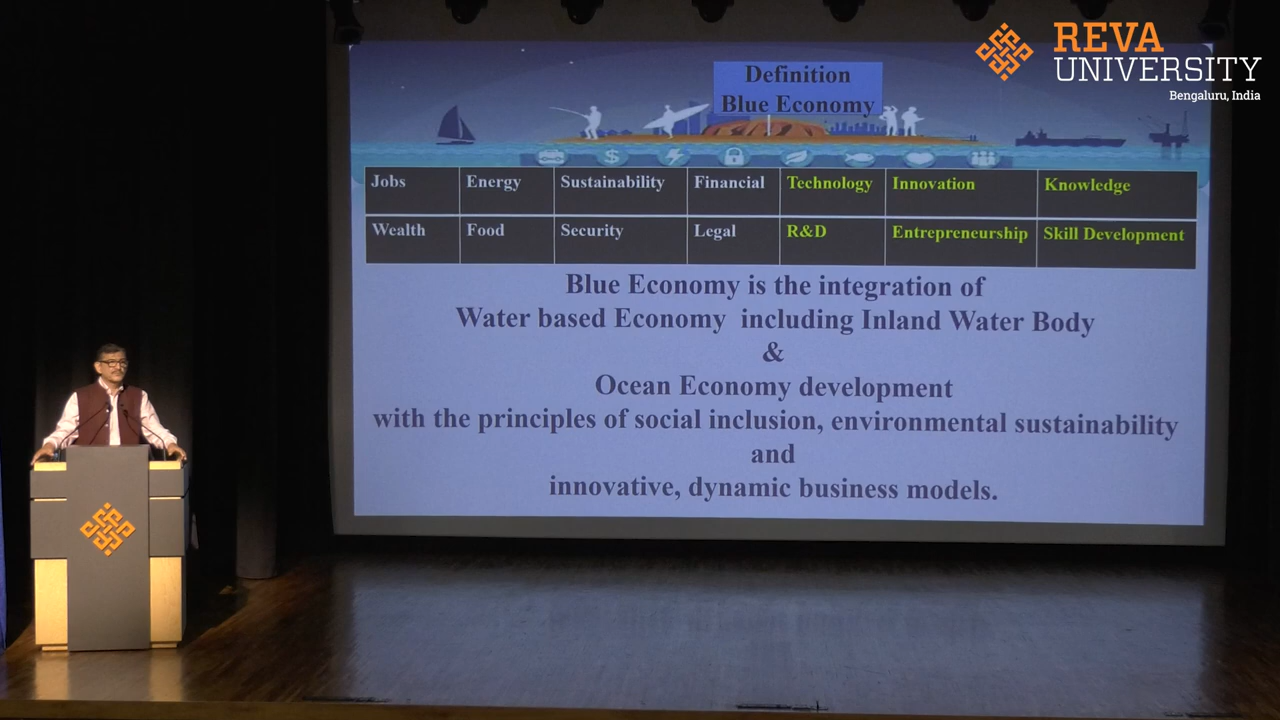 REVA
UNIVERSITY
Bengaluru, India
Definition
Blue Economy
Jobs Energy Sustainability Financial Technology Innovation Knowledge
Wealth Food Security Legal R&D Entrepreneurship Skill Development
Blue Economy is the integration of
Water based Economy including Inland Water Body
&
Ocean Economy development
with the principles of social inclusion, environmental sustainability
and
innovative, dynamic business models.